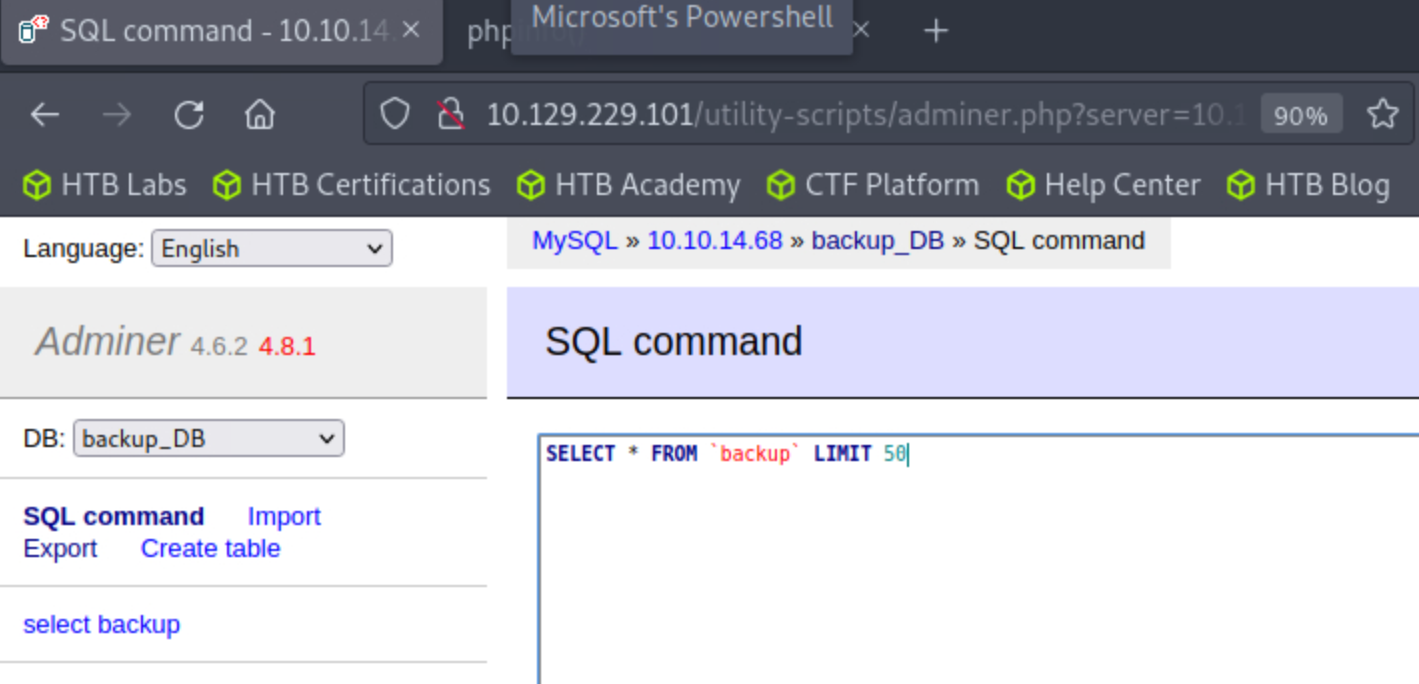 SQL command - 10.10.14.
Microsoft's Powershell
10.129.229.101/utility-scripts/adminer.php?server=10.1
90%
HTB Labs HTB Certifications HTB Academy CTF Platform Help Center HTB Blog
Language: English
MySQL » 10.10.14.68 » backup_DB » SQL command
Adminer 4.6.2 4.8.1
SQL command
DB: backup_DB
SELECT * FROM `backup` LIMIT 50
SQL command Import
Export Create table
select backup